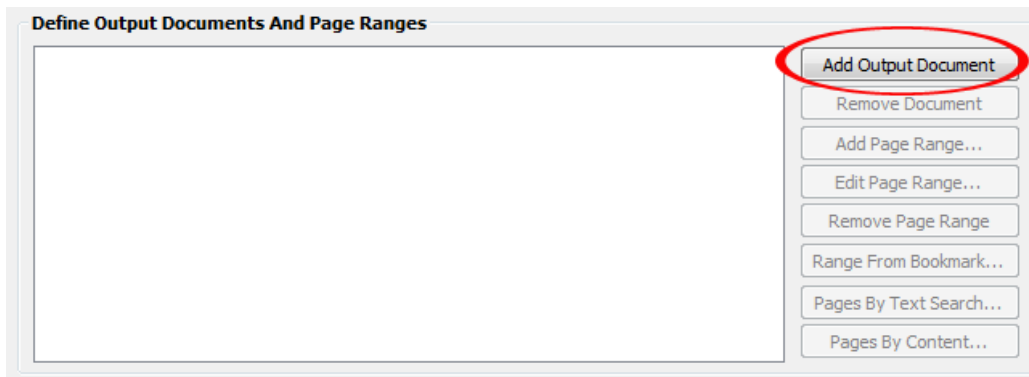 Define Output Documents And Page Ranges
Add Output Document
Remove Document
Add Page Range...
Edit Page Range...
Remove Page Range
Range From Bookmark...
Pages By Text Search...
Pages By Content...